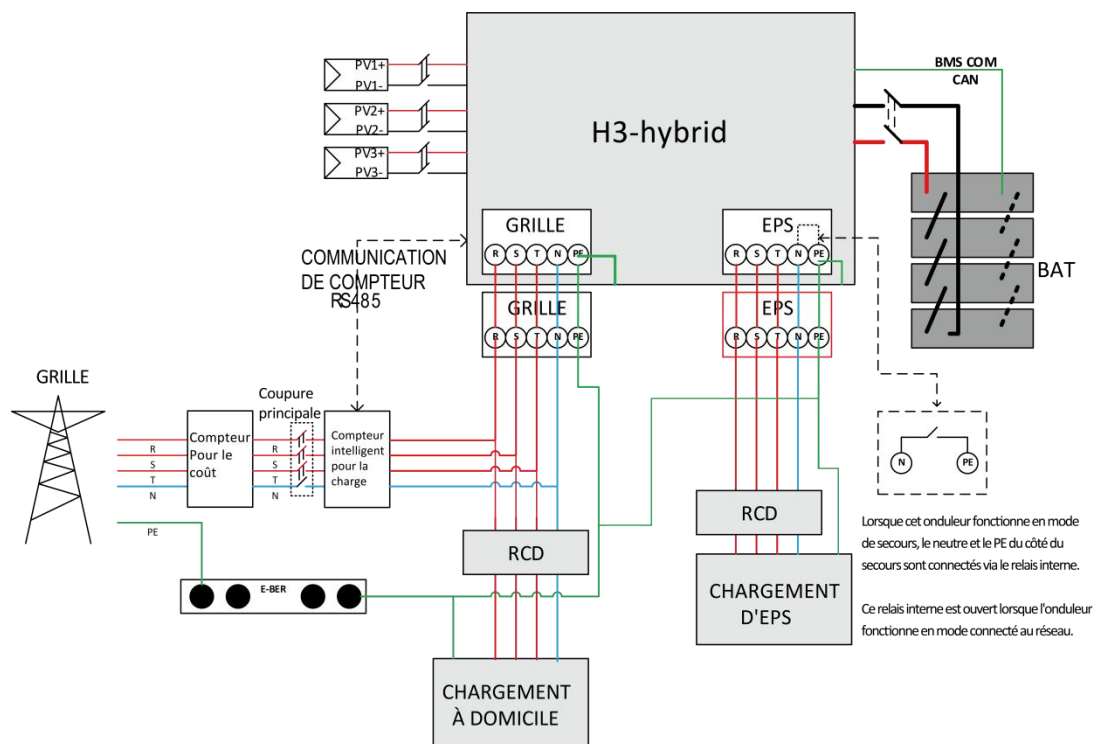 PV1+
PV1-
PV2+
PV2-
PV3+
PV3-
H3-hybrid
BMS COM
CAN
BAT
GRILLE
R S T N PE
EPS
R S T N PE
COMMUNICATION
DE COMPTEUR
RS485
GRILLE
R S T N PE
EPS
R S T N PE
GRILLE
Coupure
principale
Compteur
Pour le
coût
Compteur
intelligent
pour la
charge
R
S
T
N
R
S
T
N
PE
E-BER
RCD
CHARGEMENT
À DOMICILE
RCD
CHARGEMENT
D'EPS
N PE
Lorsque cet onduleur fonctionne en mode
de secours, le neutre et le PE du côté du
secours sont connectés via le relais interne.
Ce relais interne est ouvert lorsque l'onduleur
fonctionne en mode connecté au réseau.